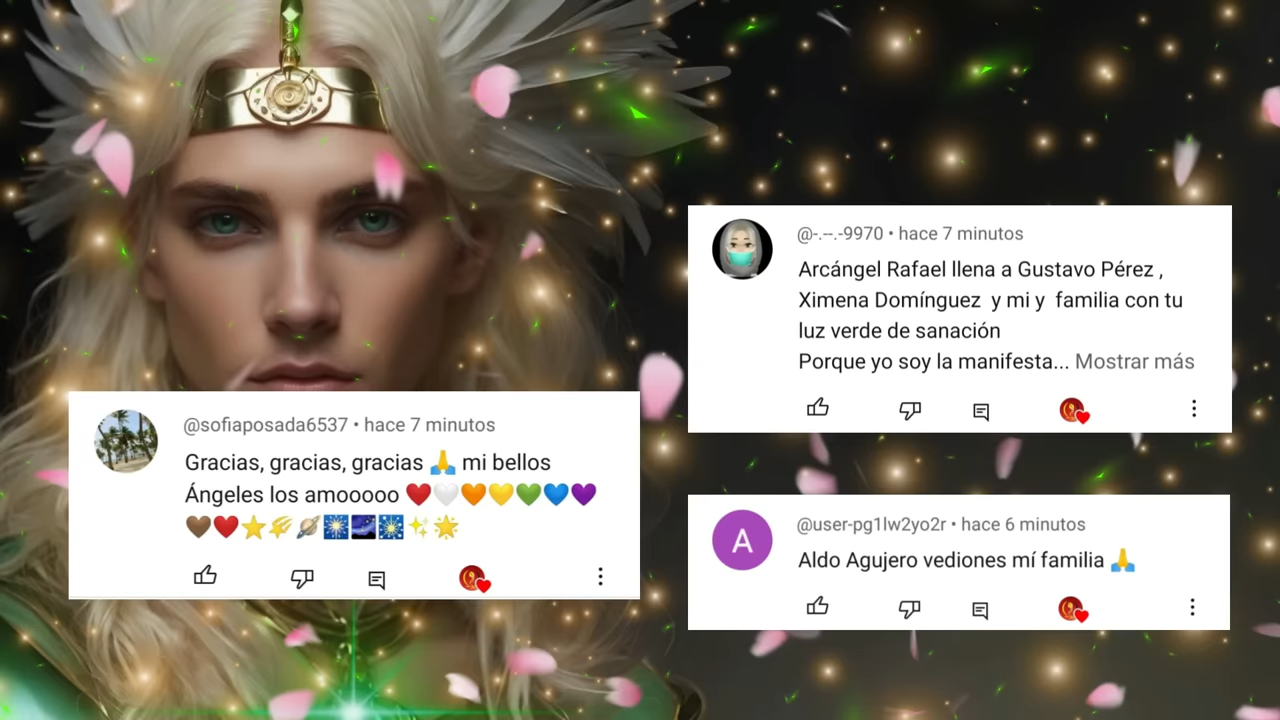 @sofiaposada6537 • hace 7 minutos
Gracias, gracias, gracias 🙏 mi bellos
Ángeles los amooooo ❤️🤍🧡💛💚💙💜
🤎❤️⭐🌠🪐🎆🌌🎇✨🌟
@-.--.-9970 • hace 7 minutos
Arcángel Rafael llena a Gustavo Pérez ,
Ximena Domínguez y mi y familia con tu
luz verde de sanación
Porque yo soy la manifesta... Mostrar más
A
@user-pg1lw2yo2r • hace 6 minutos
Aldo Agujero vediones mí familia 🙏